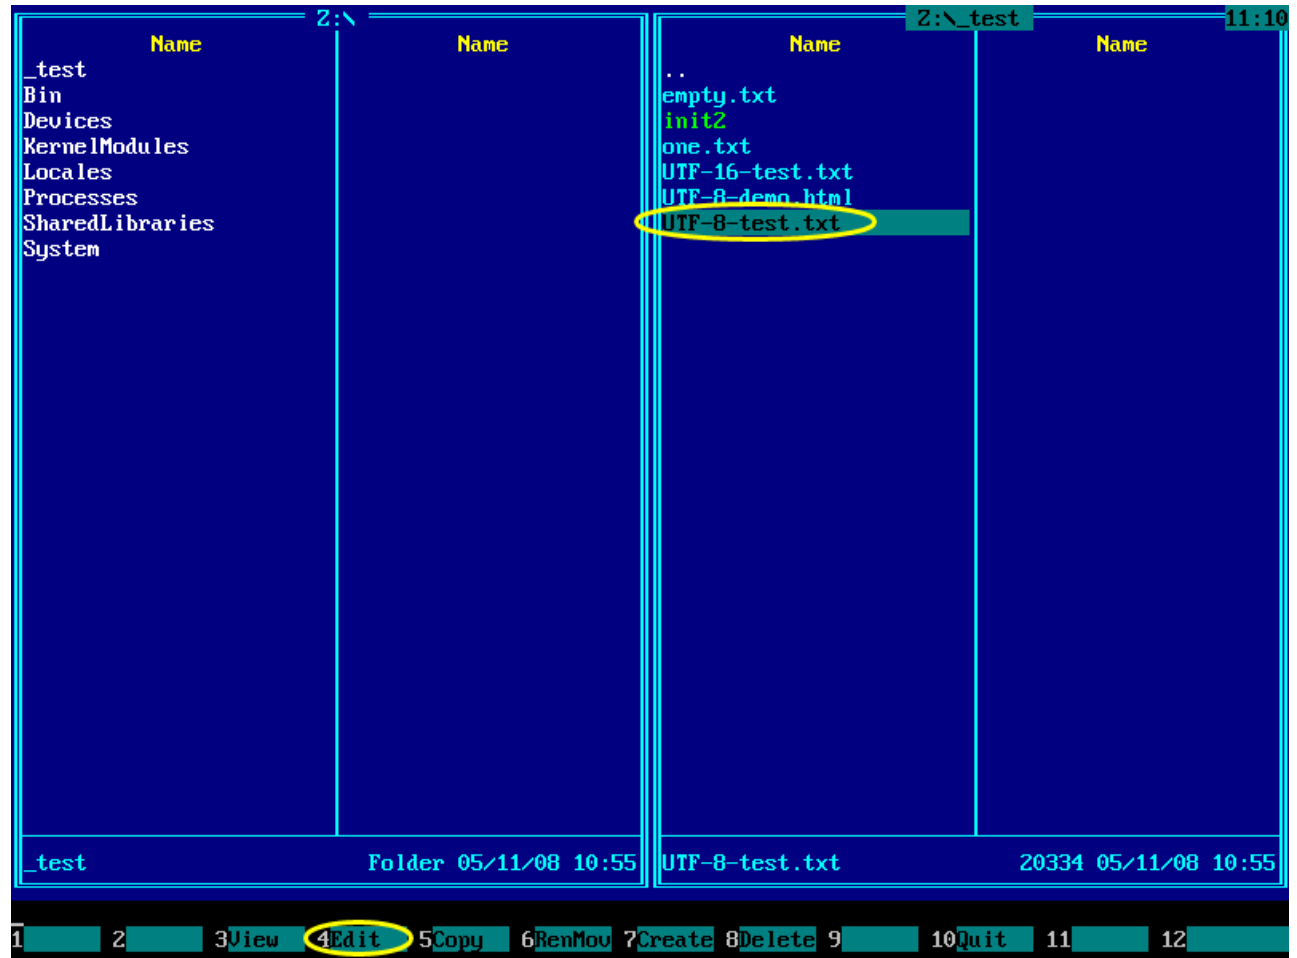 Z:\
Name Name
_test
Bin
Devices
KernelModules
Locales
Processes
SharedLibraries
System
_test Folder 05/11/08 10:55
Z:\_test 11:10
Name Name
..
empty.txt
init2
one.txt
UTF-16-test.txt
UTF-8-demo.html
UTF-8-test.txt
UTF-8-test.txt 20334 05/11/08 10:55
1 2 3View 4Edit 5Copy 6RenMov 7Create 8Delete 9 10Quit 11 12